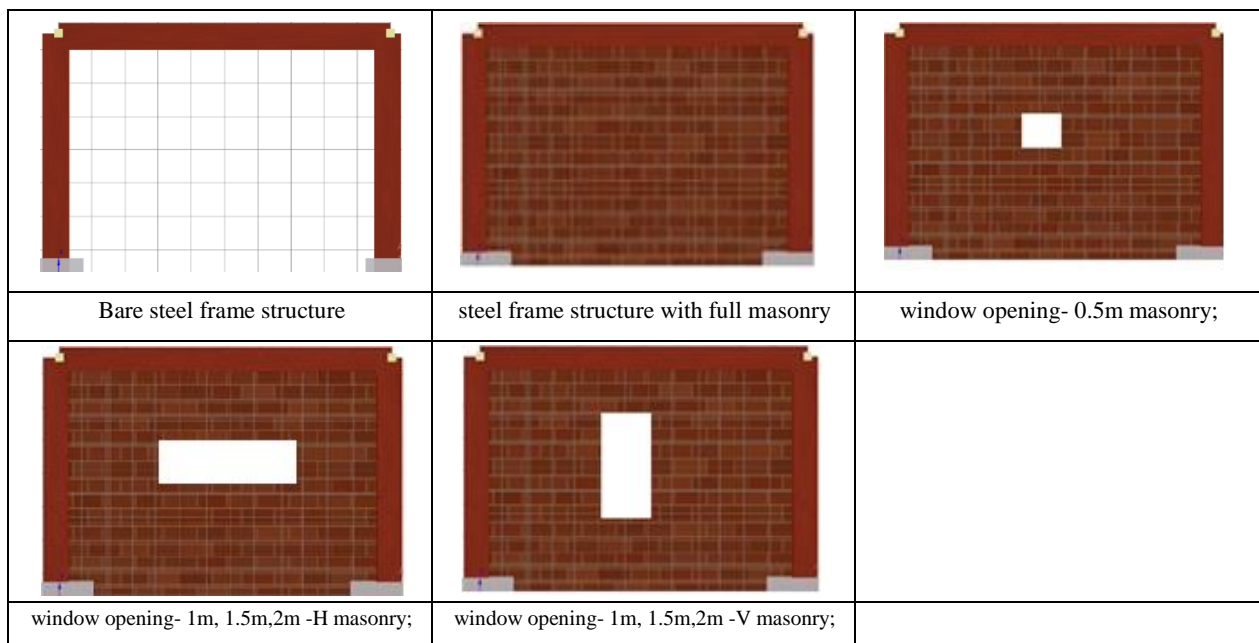 Bare steel frame structure
steel frame structure with full masonry
window opening- 0.5m masonry;
window opening- 1m, 1.5m,2m -H masonry;
window opening- 1m, 1.5m,2m -V masonry;